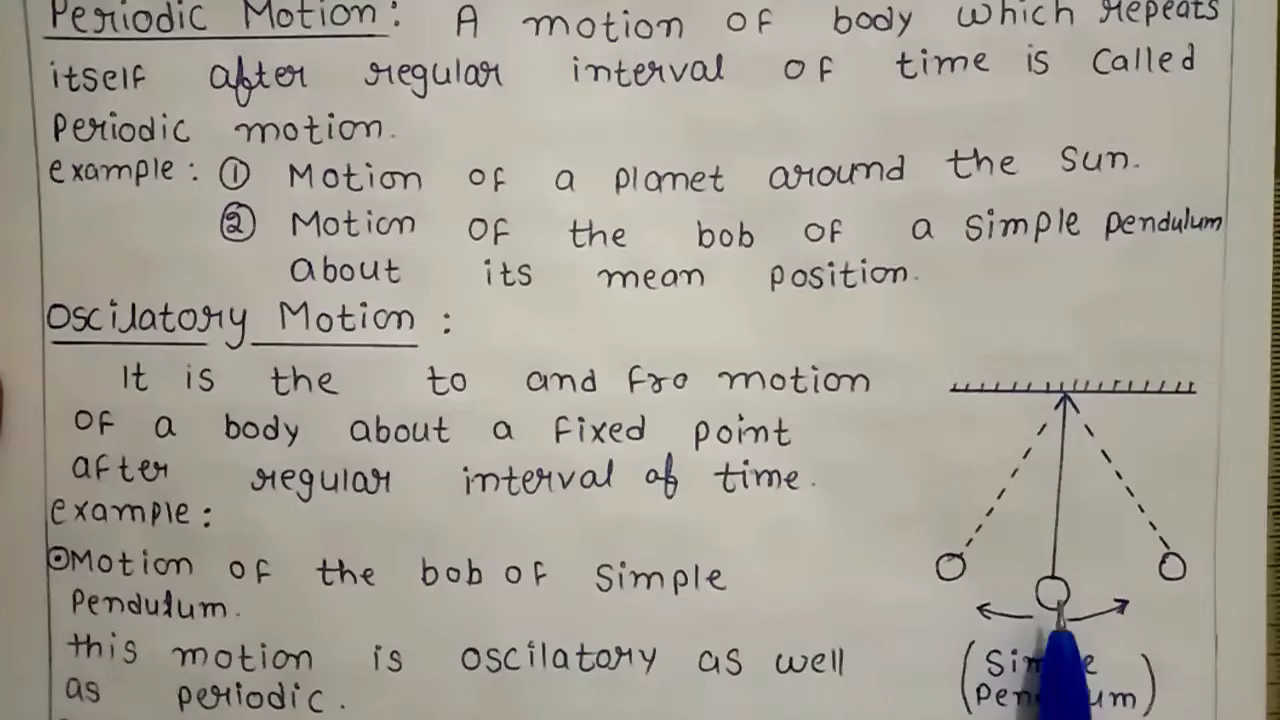 Periodic Motion: A motion of body which repeats
itself after regular interval of time is called
Periodic motion.
example: ① Motion of a planet around the sun.
② Motion of the bob of a simple pendulum
about its mean position.
Oscilatory Motion:
It is the to and fro motion
of a body about a fixed point
after regular interval of time.
example:
⊙Motion of the bob of simple
Pendulum.
this motion is oscilatory as well
as periodic.